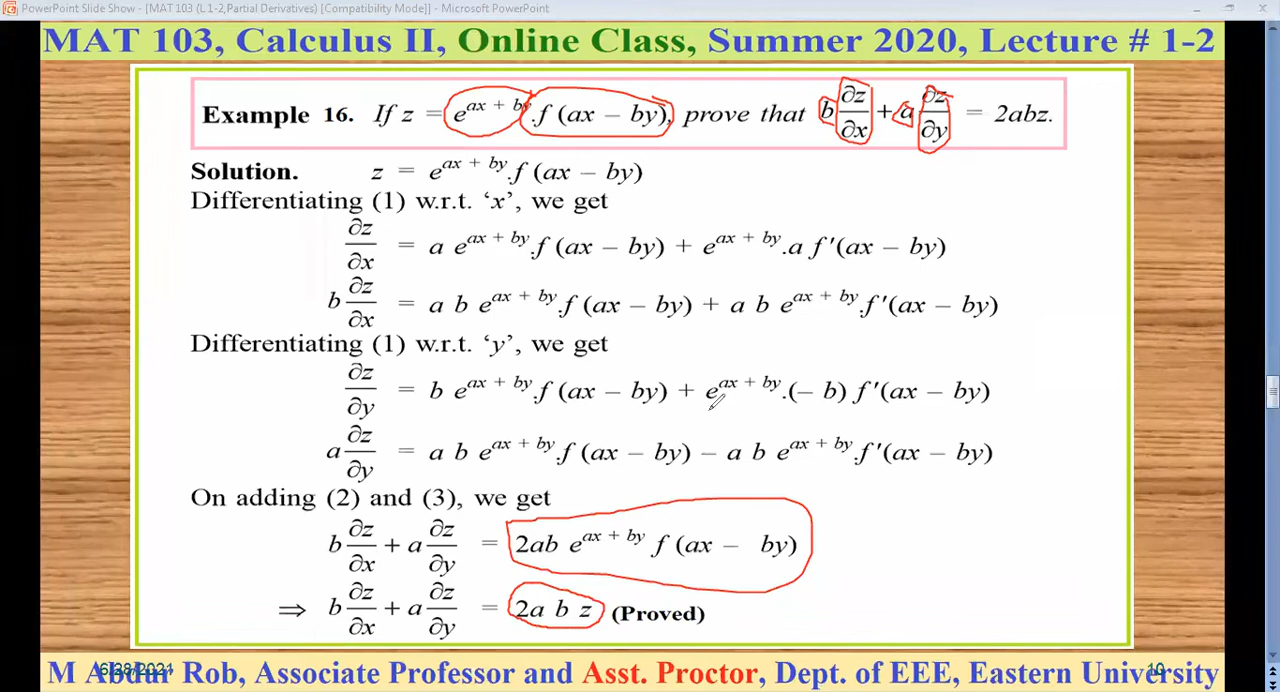 PowerPoint Slide Show - [MAT 103 (L 1-2,Partial Derivatives) [Compatibility Mode]] - Microsoft PowerPoint
MAT 103, Calculus II, Online Class, Summer 2020, Lecture # 1-2
Example 16. If z = e^{ax + by}.f (ax – by), prove that b ∂z/∂x + a ∂z/∂y = 2abz.
Solution. z = e^{ax + by}.f (ax – by)
Differentiating (1) w.r.t. ‘x’, we get
∂z/∂x = a e^{ax + by}.f (ax – by) + e^{ax + by}.a f '(ax – by)
b ∂z/∂x = a b e^{ax + by}.f (ax – by) + a b e^{ax + by}.f '(ax – by)
Differentiating (1) w.r.t. ‘y’, we get
∂z/∂y = b e^{ax + by}.f (ax – by) + e^{ax + by}.(– b) f '(ax – by)
a ∂z/∂y = a b e^{ax + by}.f (ax – by) – a b e^{ax + by}.f '(ax – by)
On adding (2) and (3), we get
b ∂z/∂x + a ∂z/∂y = 2ab e^{ax + by} f (ax – by)
⇒ b ∂z/∂x + a ∂z/∂y = 2a b z (Proved)
6/28/2021
10
M Abdur Rob, Associate Professor and Asst. Proctor, Dept. of EEE, Eastern University